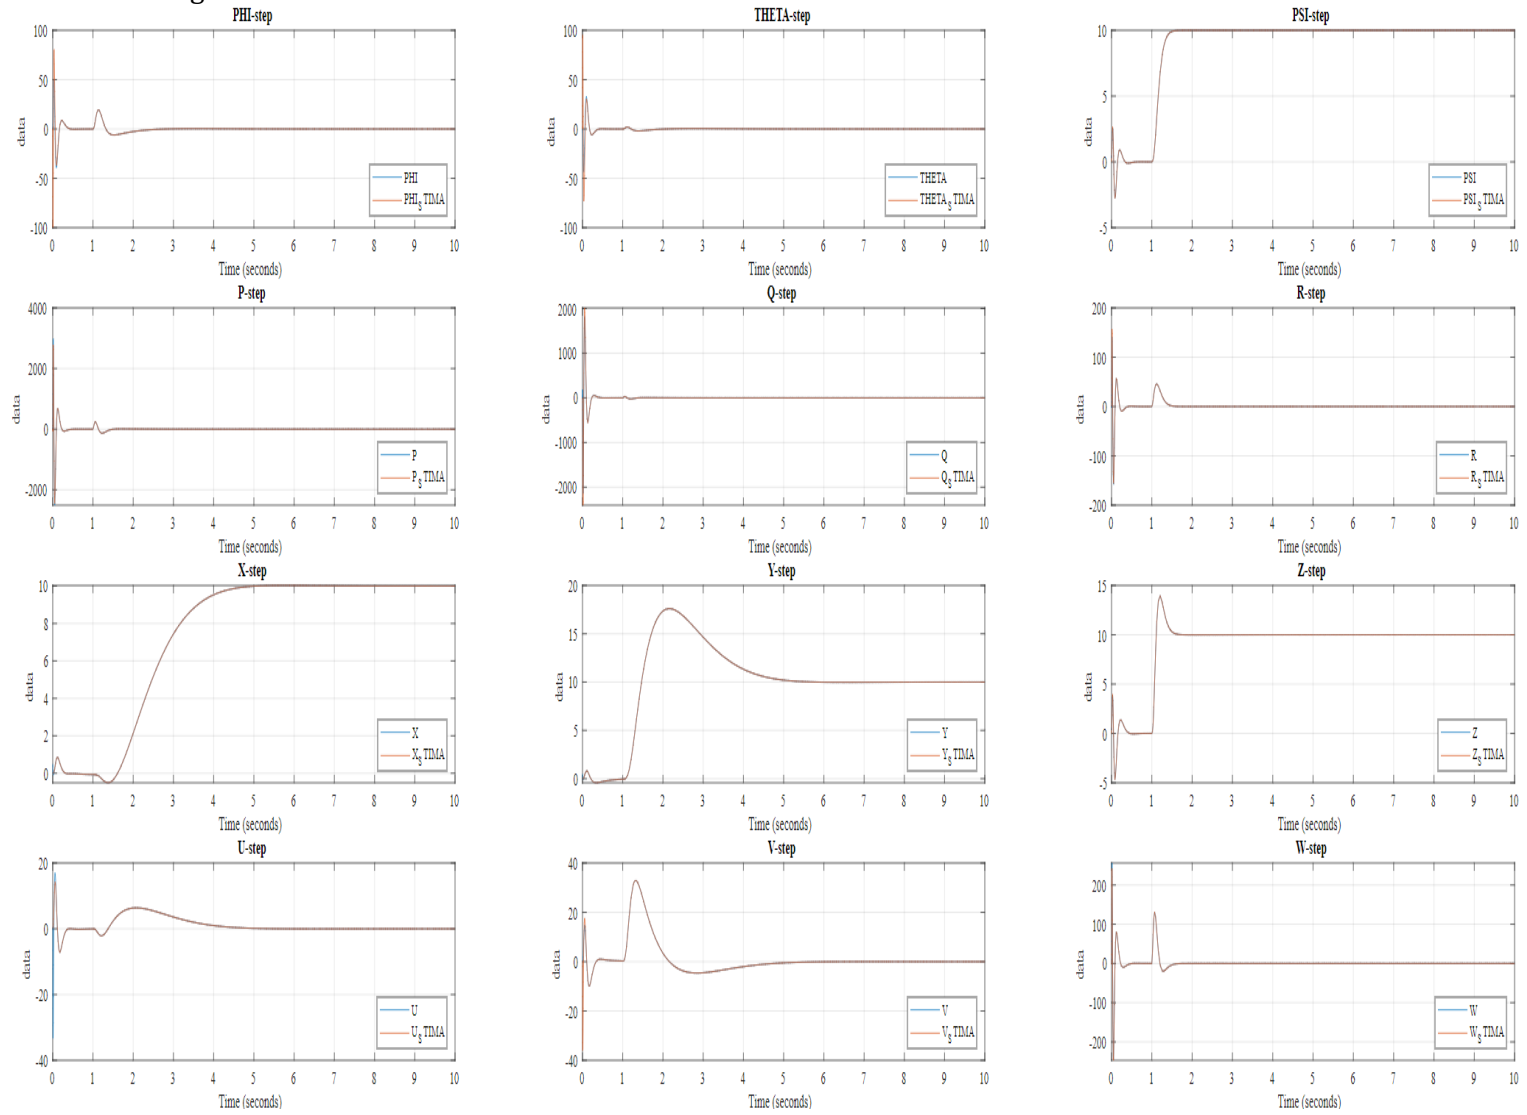 PHI-step
100
50
0
-50
-100
data
PHI
PHI_S TIMA
0 1 2 3 4 5 6 7 8 9 10
Time (seconds)
THETA-step
100
50
0
-50
-100
data
THETA
THETA_S TIMA
0 1 2 3 4 5 6 7 8 9 10
Time (seconds)
PSI-step
10
5
0
-5
data
PSI
PSI_S TIMA
0 1 2 3 4 5 6 7 8 9 10
Time (seconds)
P-step
4000
2000
0
-2000
data
P
P_S TIMA
0 1 2 3 4 5 6 7 8 9 10
Time (seconds)
Q-step
2000
1000
0
-1000
-2000
data
Q
Q_S TIMA
0 1 2 3 4 5 6 7 8 9 10
Time (seconds)
R-step
200
100
0
-100
-200
data
R
R_S TIMA
0 1 2 3 4 5 6 7 8 9 10
Time (seconds)
X-step
10
8
6
4
2
0
data
X
X_S TIMA
0 1 2 3 4 5 6 7 8 9 10
Time (seconds)
Y-step
20
15
10
5
0
data
Y
Y_S TIMA
0 1 2 3 4 5 6 7 8 9 10
Time (seconds)
Z-step
15
10
5
0
-5
data
Z
Z_S TIMA
0 1 2 3 4 5 6 7 8 9 10
Time (seconds)
U-step
20
0
-20
-40
data
U
U_S TIMA
0 1 2 3 4 5 6 7 8 9 10
Time (seconds)
V-step
40
20
0
-20
-40
data
V
V_S TIMA
0 1 2 3 4 5 6 7 8 9 10
Time (seconds)
W-step
200
100
0
-100
-200
data
W
W_S TIMA
0 1 2 3 4 5 6 7 8 9 10
Time (seconds)